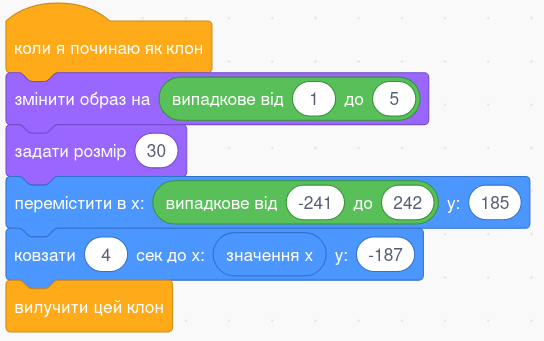 коли я починаю як клон
змінити образ на випадкове від 1 до 5
задати розмір 30
перемістити в x: випадкове від -241 до 242 y: 185
ковзати 4 сек до x: значення x y: -187
вилучити цей клон